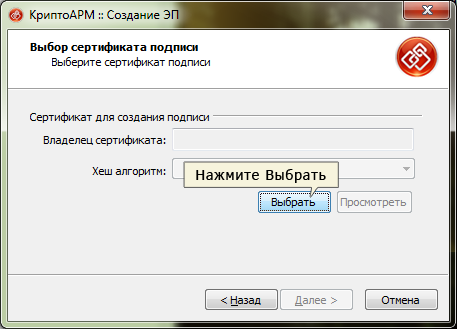 КриптоАРМ :: Создание ЭП
Выбор сертификата подписи
Выберите сертификат подписи
Сертификат для создания подписи
Владелец сертификата:
Хеш алгоритм:
Нажмите Выбрать
Выбрать
Просмотреть
< Назад
Далее >
Отмена